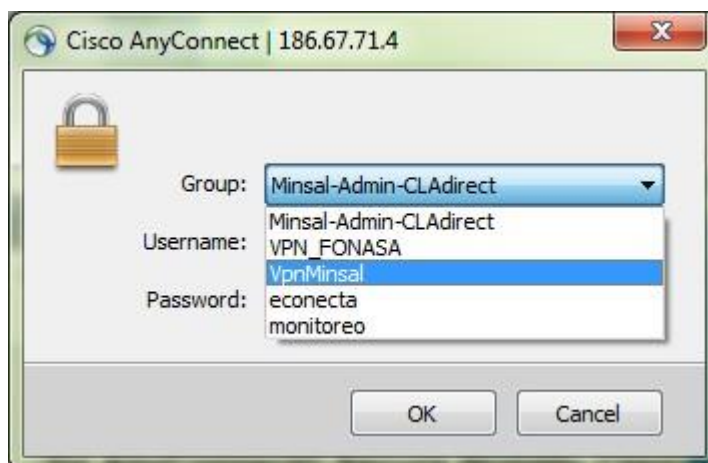 Cisco AnyConnect | 186.67.71.4
Group: Minsal-Admin-CLAdirect
Minsal-Admin-CLAdirect
Username: VPN_FONASA
VpnMinsal
Password: econecta
monitoreo
OK Cancel